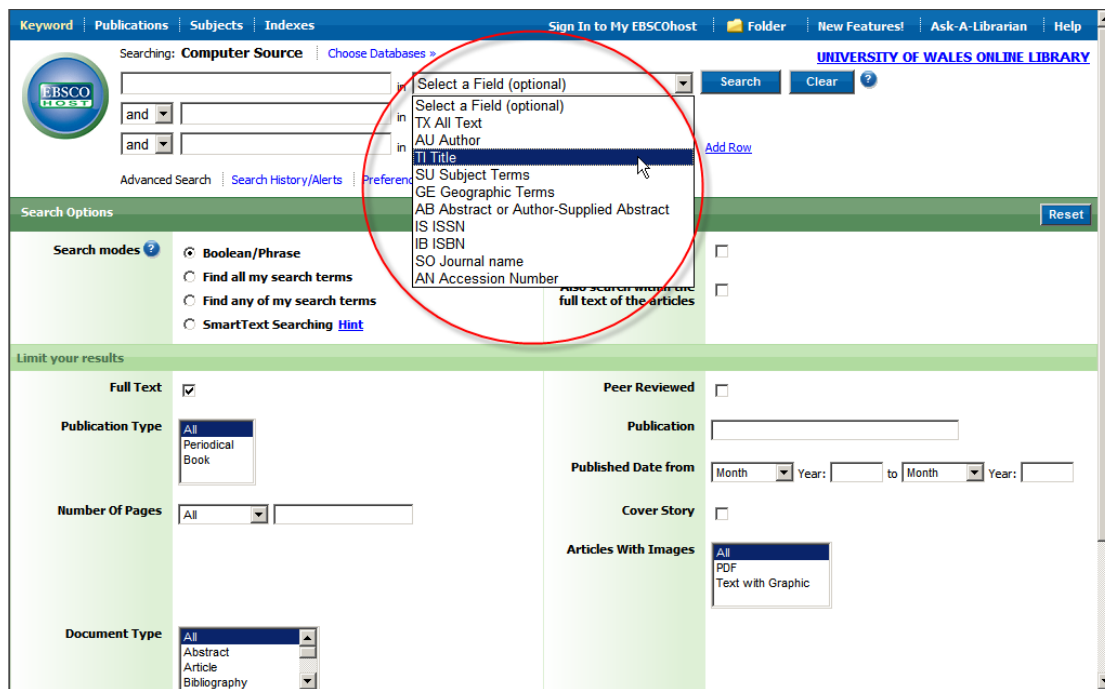 Keyword Publications Subjects Indexes Sign In to My EBSCOhost Folder New Features! Ask-A-Librarian Help
Searching: Computer Source Choose Databases » UNIVERSITY OF WALES ONLINE LIBRARY
EBSCO
HOST
in Select a Field (optional) Search Clear ?
Select a Field (optional)
and in TX All Text
AU Author
and in TI Title Add Row
SU Subject Terms
Advanced Search Search History/Alerts Preferenc
GE Geographic Terms
AB Abstract or Author-Supplied Abstract
IS ISSN
IB ISBN
SO Journal name
AN Accession Number
Search Options Reset
Search modes ? Boolean/Phrase
Find all my search terms
Find any of my search terms
SmartText Searching Hint
Also search within the
full text of the articles
Limit your results
Full Text Peer Reviewed
Publication Type All
Periodical
Book
Publication
Published Date from Month Year: to Month Year:
Number Of Pages All
Cover Story
Articles With Images All
PDF
Text with Graphic
Document Type All
Abstract
Article
Bibliography